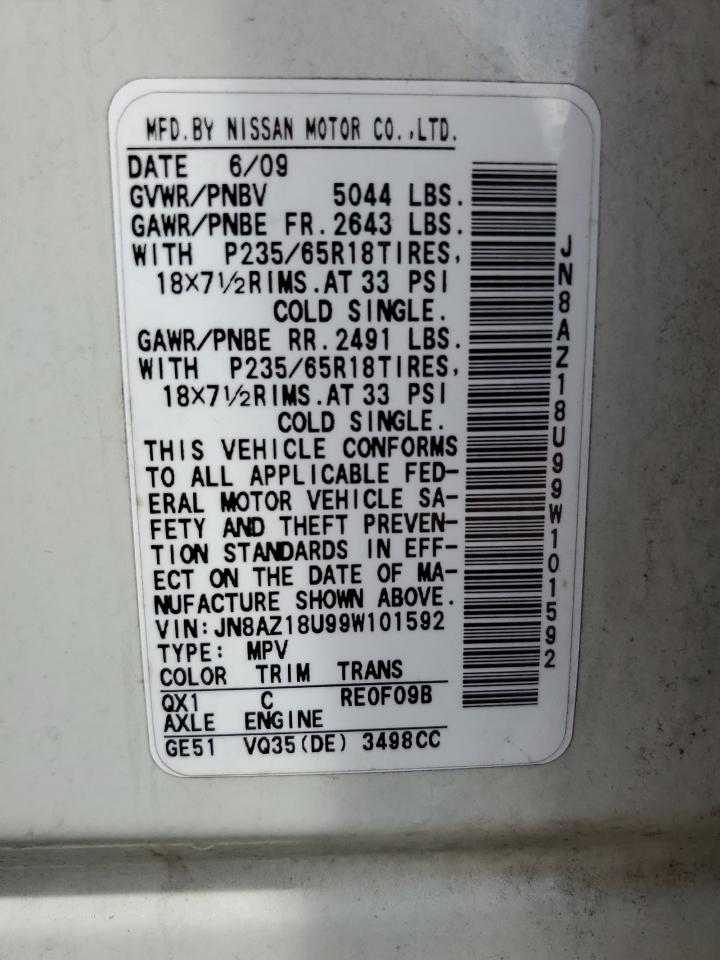 MFD.BY NISSAN MOTOR CO.,LTD.
DATE 6/09
GVWR/PNBV 5044 LBS.
GAWR/PNBE FR.2643 LBS.
WITH P235/65R18TIRES,
18×7½RIMS.AT 33 PSI
COLD SINGLE.
GAWR/PNBE RR.2491 LBS.
WITH P235/65R18TIRES,
18×7½RIMS.AT 33 PSI
COLD SINGLE.
THIS VEHICLE CONFORMS
TO ALL APPLICABLE FED-
ERAL MOTOR VEHICLE SA-
FETY AND THEFT PREVEN-
TION STANDARDS IN EFF-
ECT ON THE DATE OF MA-
NUFACTURE SHOWN ABOVE.
VIN:JN8AZ18U99W101592
TYPE: MPV
COLOR TRIM TRANS
QX1 C RE0F09B
AXLE ENGINE
GE51 VQ35(DE) 3498CC
JN8AZ18U99W101592